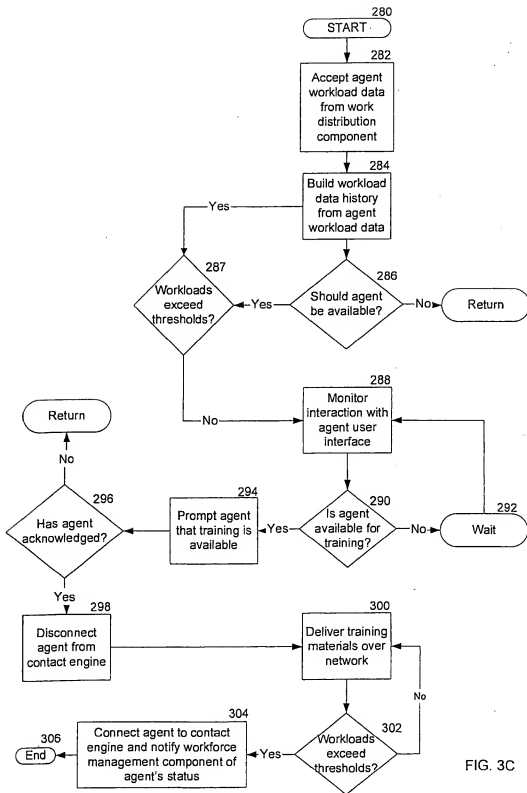 280
START
282
Accept agent
workload data
from work
distribution
component
284
Build workload
data history
from agent
workload data
Yes
287
Workloads
exceed
thresholds?
Yes
286
Should agent
be available?
No
Return
288
Monitor
interaction with
agent user
interface
No
Return
No
296
Has agent
acknowledged?
294
Prompt agent
that training is
available
Yes
290
Is agent
available for
training?
No
292
Wait
Yes
298
Disconnect
agent from
contact engine
300
Deliver training
materials over
network
No
304
Connect agent to contact
engine and notify workforce
management component of
agent's status
306
End
Yes
302
Workloads
exceed
thresholds?
FIG. 3C